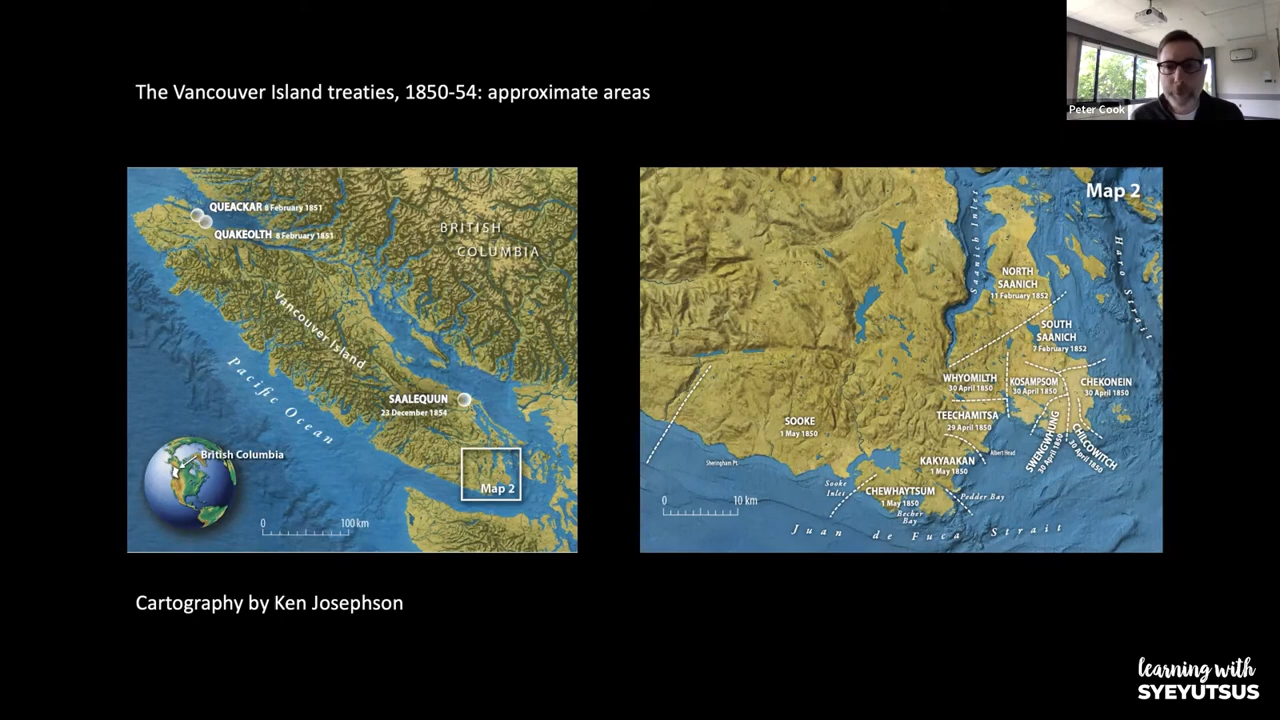 The Vancouver Island treaties, 1850-54: approximate areas
Peter Cook
QUEACKAR 8 February 1851
QUAKEOLTH 8 February 1851
BRITISH
COLUMBIA
Vancouver Island
Pacific Ocean
SAALEQUUN
23 December 1854
British Columbia
Map 2
0 100 km
Map 2
Saanich Inlet
Haro Strait
NORTH
SAANICH
11 February 1852
SOUTH
SAANICH
7 February 1852
WHYOMILTH
30 April 1850
KOSAMPSOM
30 April 1850
CHEKONEIN
30 April 1850
TEECHAMITSA
29 April 1850
SWENGWHUNG
30 April 1850
CHILCOWITCH
30 April 1850
SOOKE
1 May 1850
Albert Head
KAKYAAKAN
1 May 1850
Sheringham Pt.
Sooke
Inlet
CHEWHAYTSUM
1 May 1850
Pedder Bay
Becher
Bay
0 10 km
Juan de Fuca Strait
Cartography by Ken Josephson
learning with
SYEYUTSUS